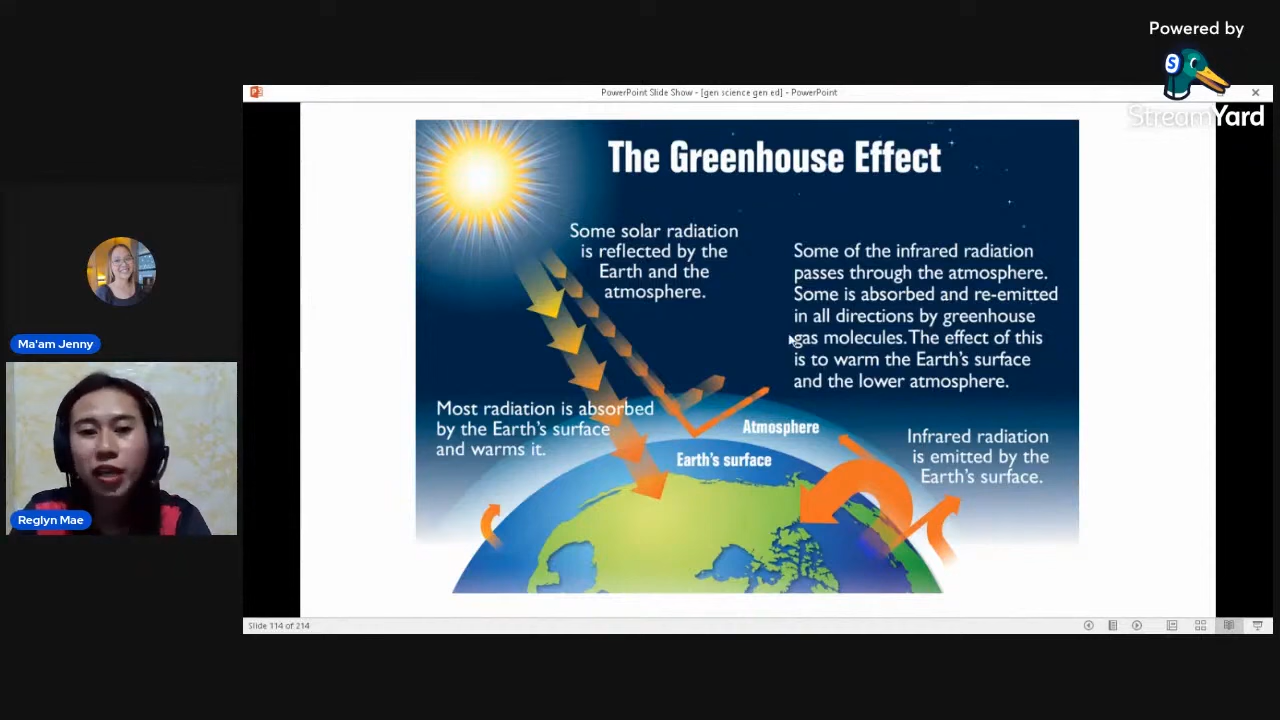 Powered by
S
StreamYard
PowerPoint Slide Show - [gen science gen ed] - PowerPoint
The Greenhouse Effect
Some solar radiation
is reflected by the
Earth and the
atmosphere.
Some of the infrared radiation
passes through the atmosphere.
Some is absorbed and re-emitted
in all directions by greenhouse
gas molecules. The effect of this
is to warm the Earth's surface
and the lower atmosphere.
Most radiation is absorbed
by the Earth's surface
and warms it.
Atmosphere
Earth's surface
Infrared radiation
is emitted by the
Earth's surface.
Ma'am Jenny
Reglyn Mae
Slide 114 of 214